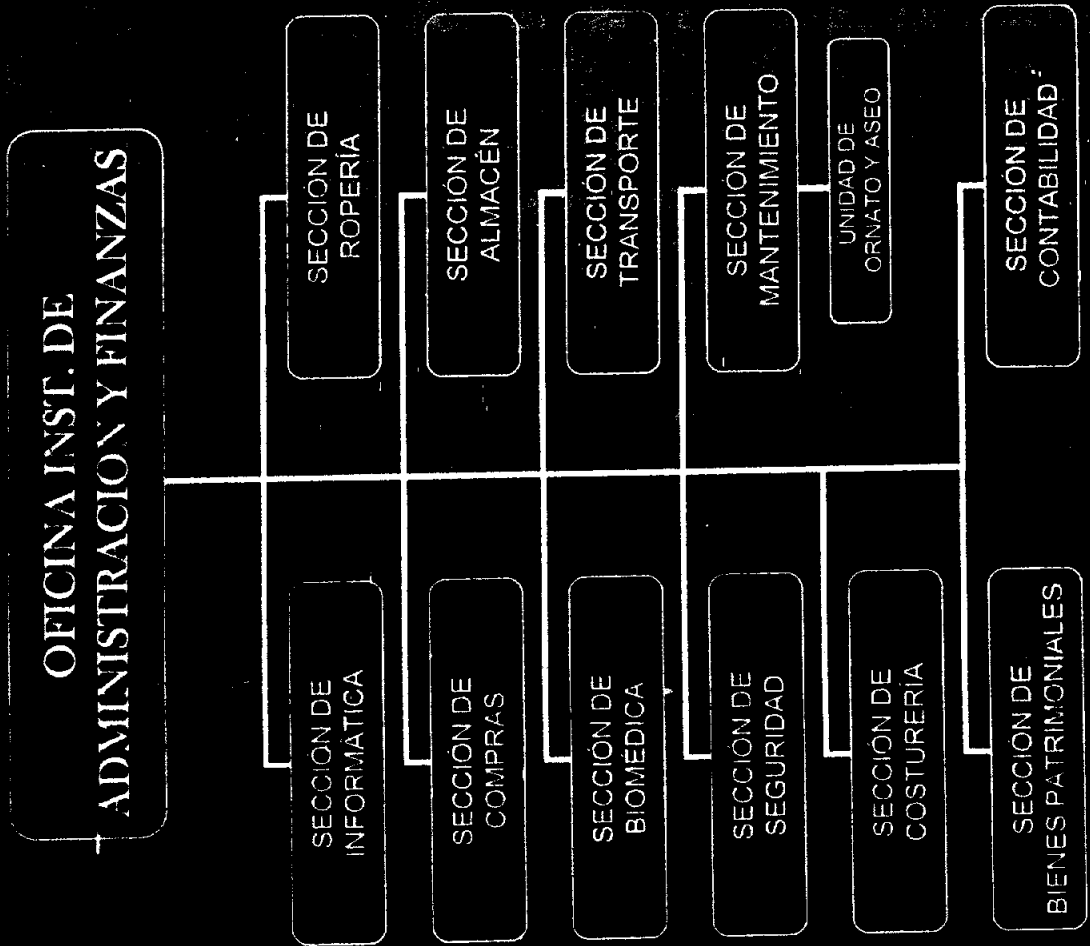 OFICINA INST. DE
ADMINISTRACION Y FINANZAS
SECCIÓN DE
INFORMÁTICA
SECCIÓN DE
ROPERÍA
SECCIÓN DE
COMPRAS
SECCIÓN DE
ALMACÉN
SECCIÓN DE
BIOMÉDICA
SECCIÓN DE
TRANSPORTE
SECCIÓN DE
SEGURIDAD
SECCIÓN DE
MANTENIMIENTO
UNIDAD DE
ORNATO Y ASEO
SECCIÓN DE
COSTURERÍA
SECCIÓN DE
BIENES PATRIMONIALES
SECCIÓN DE
CONTABILIDAD